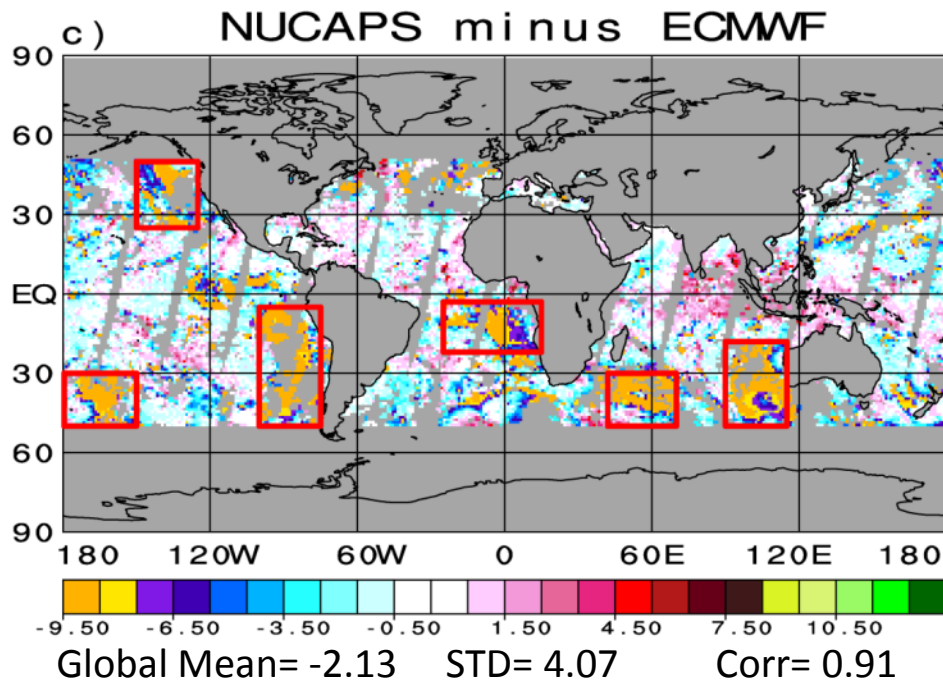 c) NUCAPS minus ECMWF
90
60
30
EQ
30
60
90
180 120W 60W 0 60E 120E 180
-9.50 -6.50 -3.50 -0.50 1.50 4.50 7.50 10.50
Global Mean= -2.13 STD= 4.07 Corr= 0.91